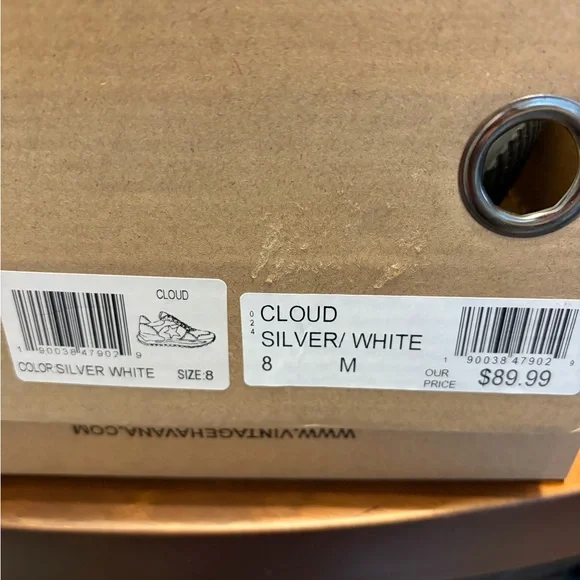 CLOUD
1 90038 47902 9
COLOR:SILVER WHITE SIZE:8
024
CLOUD
SILVER/ WHITE
8 M
1 90038 47902 9
OUR PRICE $89.99
WWW.VINTAGEHAVANA.COM